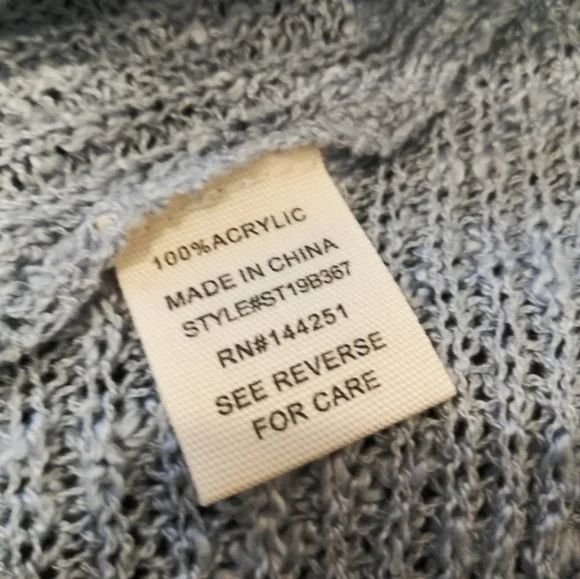 100%ACRYLIC
MADE IN CHINA
STYLE#ST19B367
RN#144251
SEE REVERSE
FOR CARE